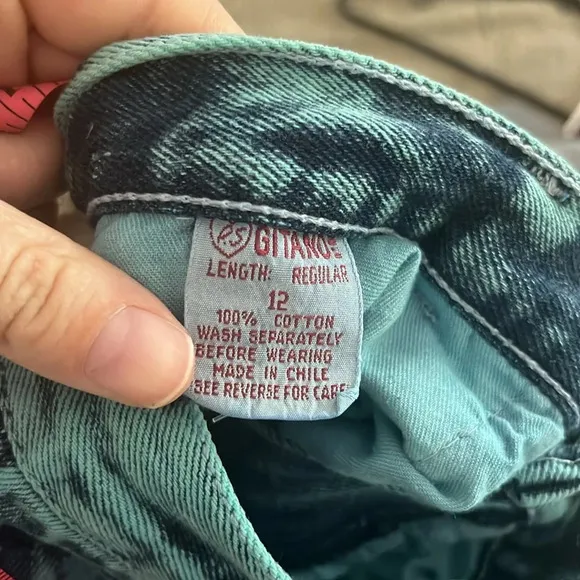 P.S GITANO
LENGTH: REGULAR
12
100% COTTON
WASH SEPARATELY
BEFORE WEARING
MADE IN CHILE
SEE REVERSE FOR CARE